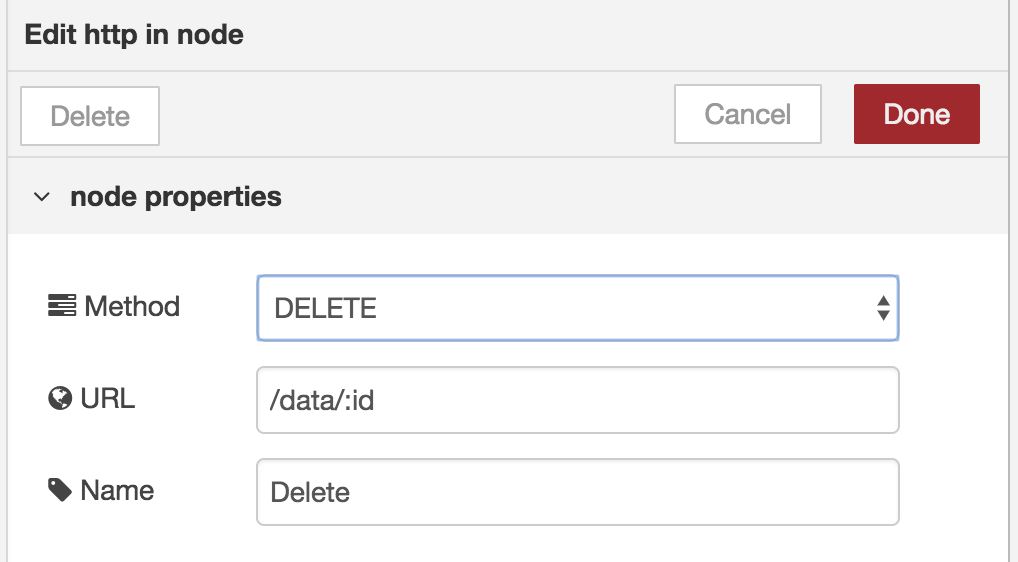 Edit http in node
Delete Cancel Done
node properties
Method DELETE
URL /data/:id
Name Delete